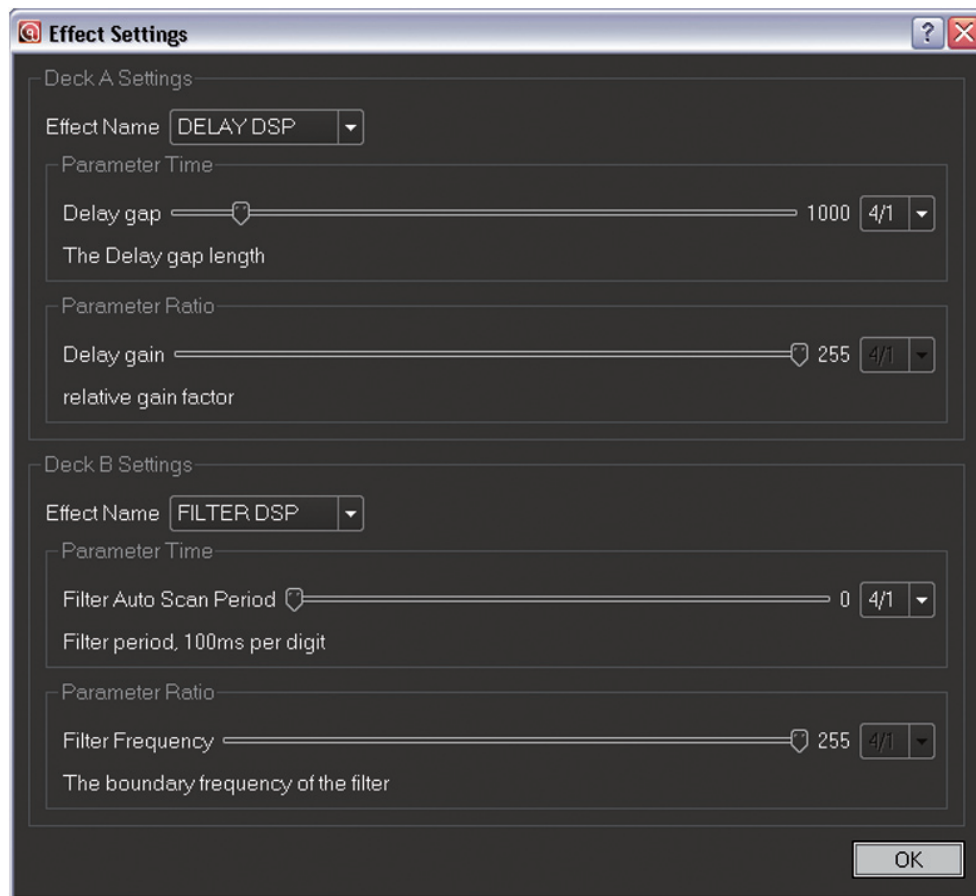 Effect Settings
?
Deck A Settings
Effect Name DELAY DSP
Parameter Time
Delay gap 1000 4/1
The Delay gap length
Parameter Ratio
Delay gain 255 4/1
relative gain factor
Deck B Settings
Effect Name FILTER DSP
Parameter Time
Filter Auto Scan Period 0 4/1
Filter period, 100ms per digit
Parameter Ratio
Filter Frequency 255 4/1
The boundary frequency of the filter
OK